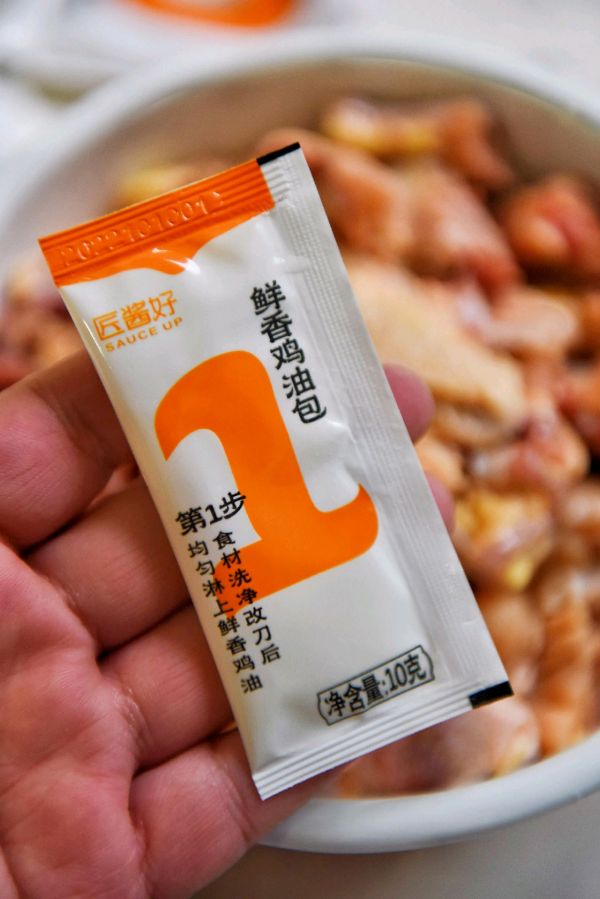 匠酱好
SAUCE UP
鲜香鸡油包
1
第1步
食材洗净改刀后
均匀淋上鲜香鸡油
净含量:10克